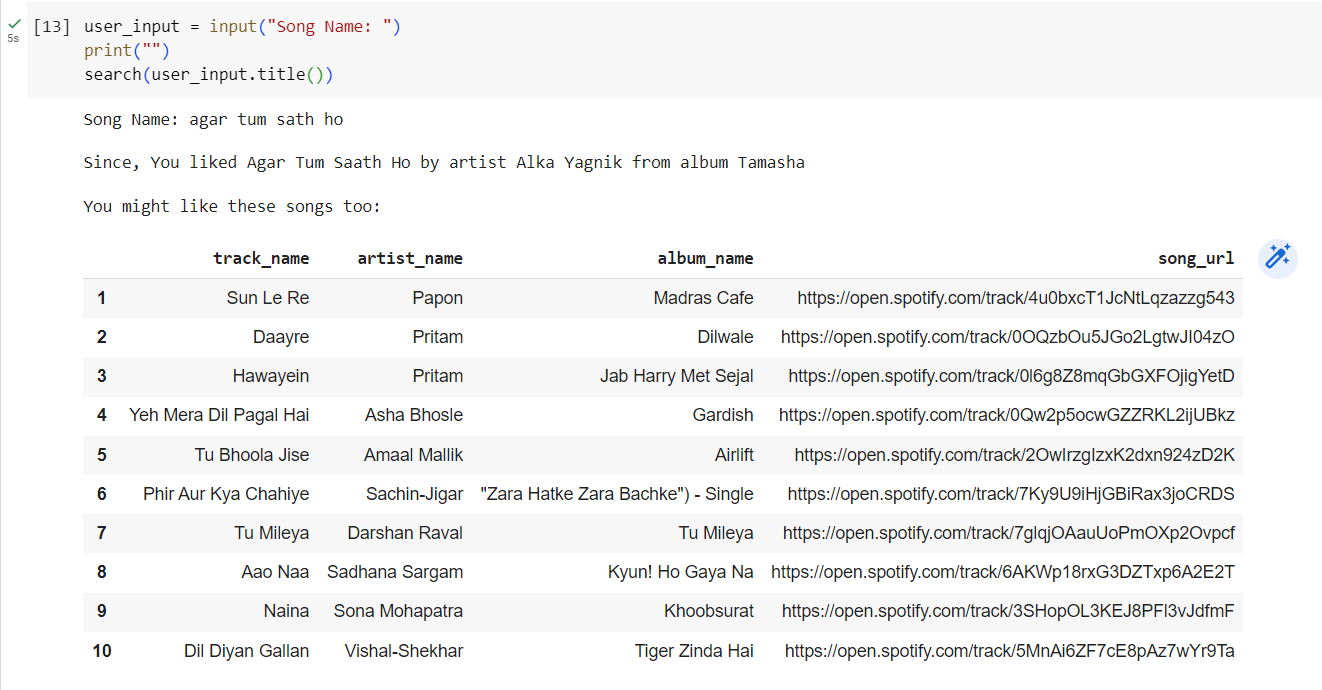 [13] user_input = input("Song Name: ")
5s print("")
search(user_input.title())
Song Name: agar tum sath ho
Since, You liked Agar Tum Saath Ho by artist Alka Yagnik from album Tamasha
You might like these songs too:
track_name artist_name album_name song_url
1 Sun Le Re Papon Madras Cafe https://open.spotify.com/track/4u0bxcT1JcNtLqzazzg543
2 Daayre Pritam Dilwale https://open.spotify.com/track/0OQzbOu5JGo2LgtwJI04zO
3 Hawayein Pritam Jab Harry Met Sejal https://open.spotify.com/track/0l6g8Z8mqGbGXFOjigYetD
4 Yeh Mera Dil Pagal Hai Asha Bhosle Gardish https://open.spotify.com/track/0Qw2p5ocwGZZRKL2ijUBkz
5 Tu Bhoola Jise Amaal Mallik Airlift https://open.spotify.com/track/2OwIrzgIzxK2dxn924zD2K
6 Phir Aur Kya Chahiye Sachin-Jigar "Zara Hatke Zara Bachke") - Single https://open.spotify.com/track/7Ky9U9iHjGBiRax3joCRDS
7 Tu Mileya Darshan Raval Tu Mileya https://open.spotify.com/track/7glqjOAauUoPmOXp2Ovpcf
8 Aao Naa Sadhana Sargam Kyun! Ho Gaya Na https://open.spotify.com/track/6AKWp18rxG3DZTxp6A2E2T
9 Naina Sona Mohapatra Khoobsurat https://open.spotify.com/track/3SHopOL3KEJ8PFl3vJdfmF
10 Dil Diyan Gallan Vishal-Shekhar Tiger Zinda Hai https://open.spotify.com/track/5MnAi6ZF7cE8pAz7wYr9Ta